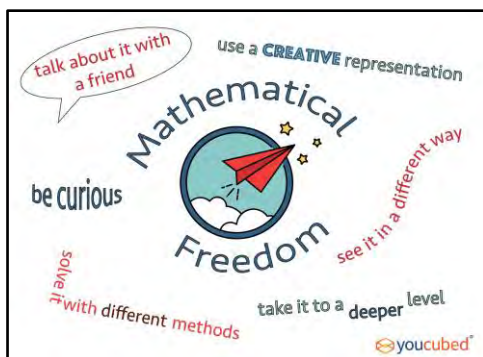 talk about it with
a friend
use a CREATIVE representation
Mathematical
Freedom
be curious
see it in a different way
solve it with different methods
take it to a deeper level
youcubed®